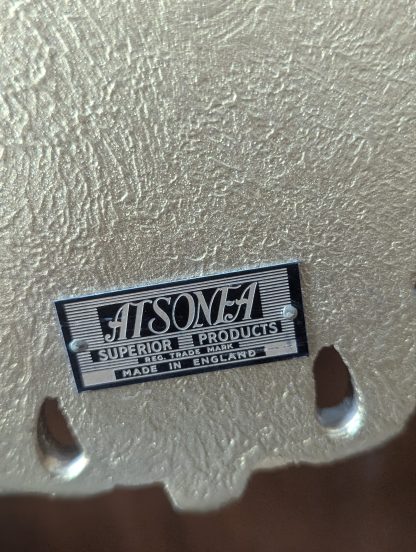 ATSONEA
SUPERIOR PRODUCTS
REG. TRADE MARK
MADE IN ENGLAND